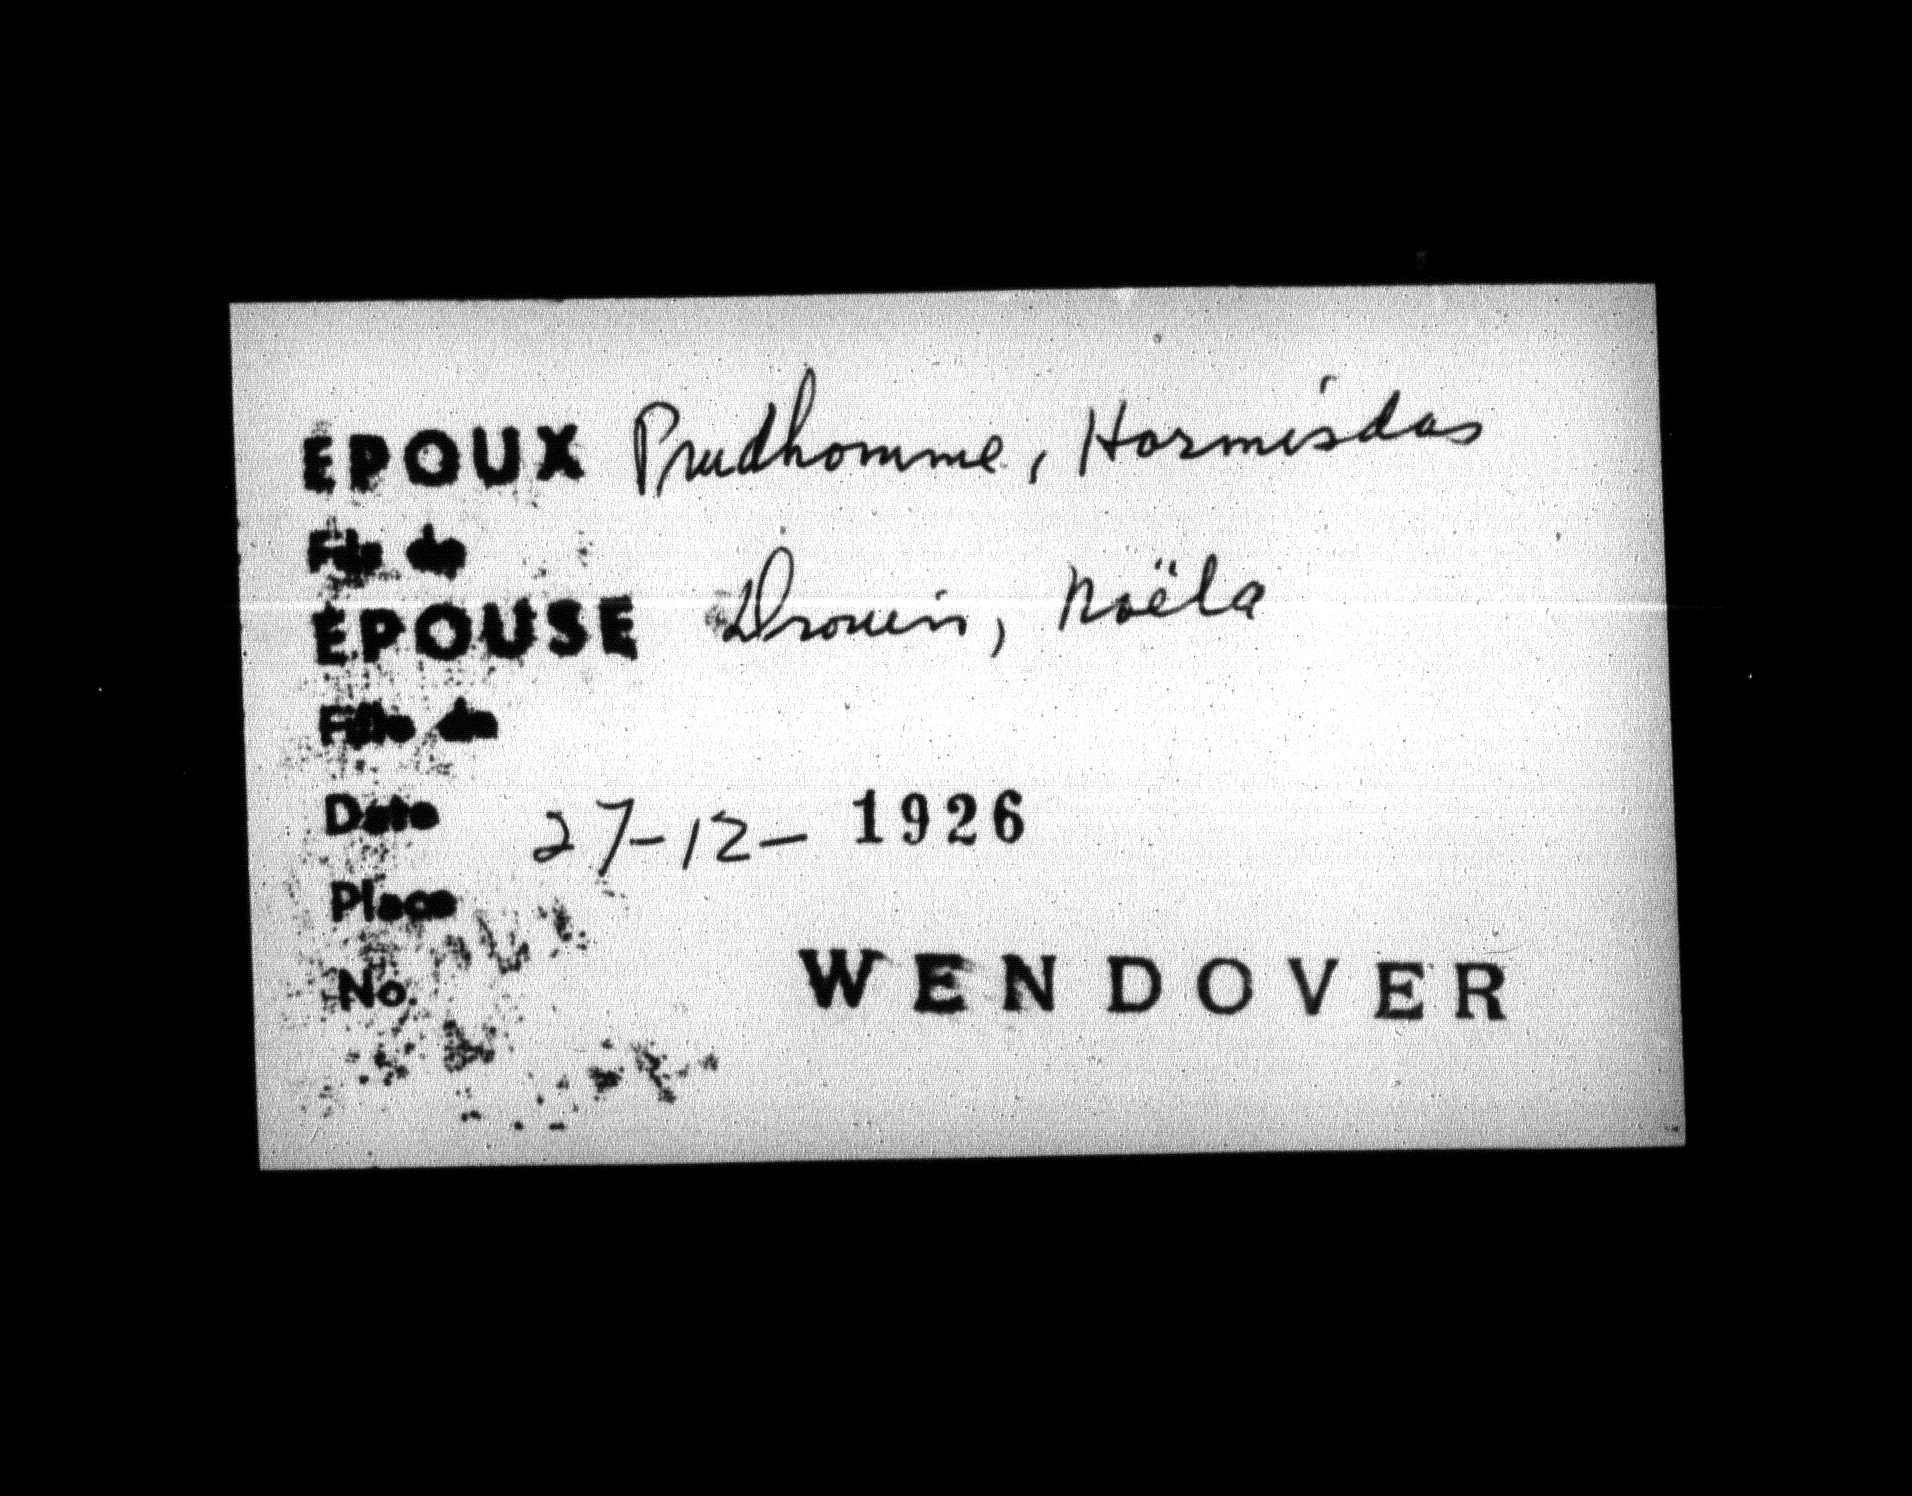 EPOUX Prudhomme, Hormisdas
Fils de
EPOUSE Drouin, Noëla
Fille de
Date 27-12- 1926
Place
No. WENDOVER